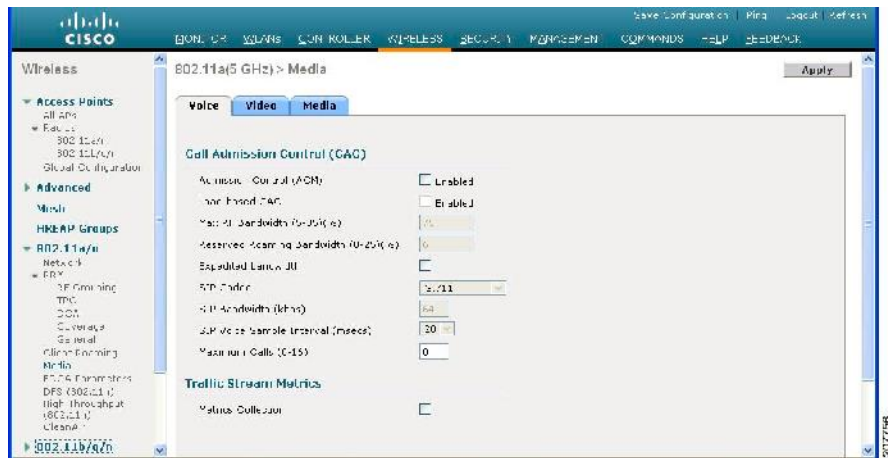 Save Configuration | Ping | Logout | Refresh
CISCO
MONITOR WLANs CONTROLLER WIRELESS SECURITY MANAGEMENT COMMANDS HELP FEEDBACK
Wireless
802.11a(5 GHz) > Media
Apply
Access Points
All APs
Radios
802.11a/n
802.11b/g/n
Global Configuration
Advanced
Mesh
HREAP Groups
802.11a/n
Network
RRM
RF Grouping
TPC
DCA
Coverage
General
Client Roaming
Media
EDCA Parameters
DFS (802.11h)
High Throughput
(802.11n)
CleanAir
802.11b/g/n
Voice Video Media
Call Admission Control (CAC)
Admission Control (ACM) Enabled
Load based CAC Enabled
Max RF Bandwidth (5-85)(%) 75
Reserved Roaming Bandwidth (0-25)(%) 6
Expedited bandwidth
SIP Codec G.711
SIP Bandwidth (kbps) 64
SIP Voice Sample Interval (msecs) 20
Maximum Calls (0-16) 0
Traffic Stream Metrics
Metrics Collection